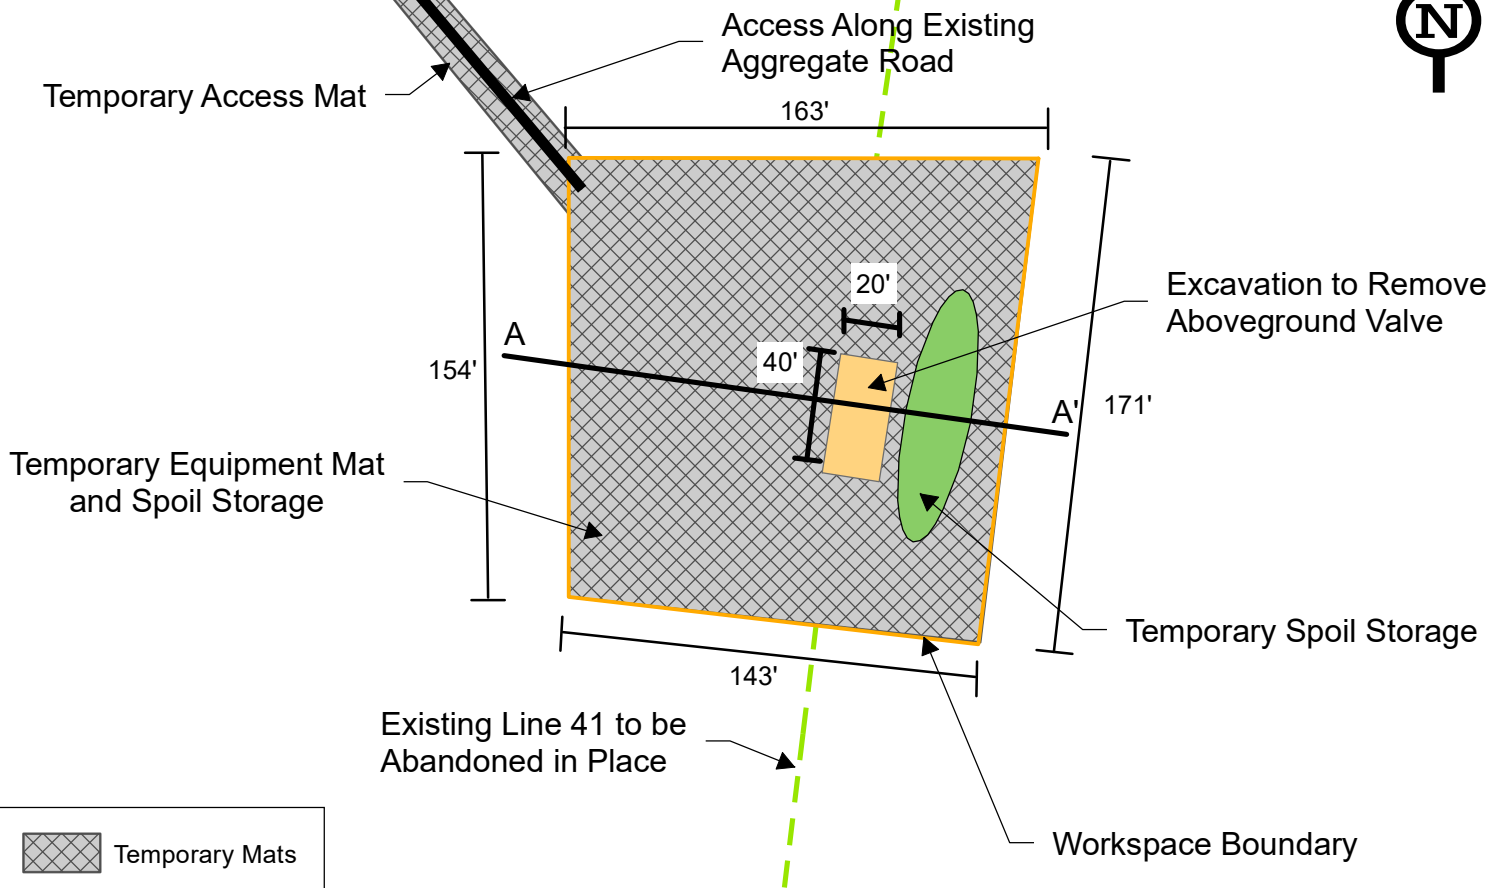 N
Access Along Existing
Aggregate Road
Temporary Access Mat
163'
20'
Excavation to Remove
Aboveground Valve
A
40'
154'
A'
171'
Temporary Equipment Mat
and Spoil Storage
Temporary Spoil Storage
143'
Existing Line 41 to be
Abandoned in Place
Workspace Boundary
Temporary Mats